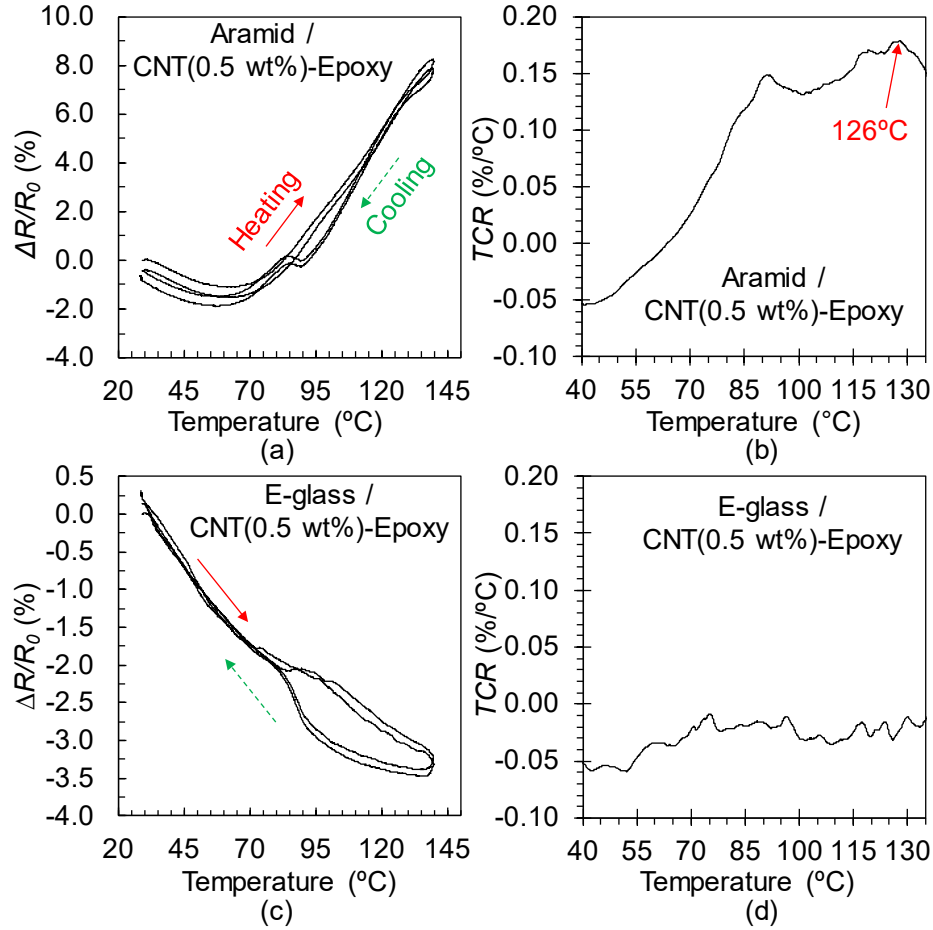 10.0
8.0
6.0
4.0
2.0
0.0
-2.0
-4.0
ΔR/R0 (%)
Aramid /
CNT(0.5 wt%)-Epoxy
Heating
Cooling
20 45 70 95 120 145
Temperature (ºC)
(a)
0.20
0.15
0.10
0.05
0.00
-0.05
-0.10
TCR (%/ºC)
126ºC
Aramid /
CNT(0.5 wt%)-Epoxy
40 55 70 85 100 115 130
Temperature (°C)
(b)
0.5
0.0
-0.5
-1.0
-1.5
-2.0
-2.5
-3.0
-3.5
-4.0
ΔR/R0 (%)
E-glass /
CNT(0.5 wt%)-Epoxy
20 45 70 95 120 145
Temperature (ºC)
(c)
0.20
0.15
0.10
0.05
0.00
-0.05
-0.10
TCR (%/ºC)
E-glass /
CNT(0.5 wt%)-Epoxy
40 55 70 85 100 115 130
Temperature (ºC)
(d)